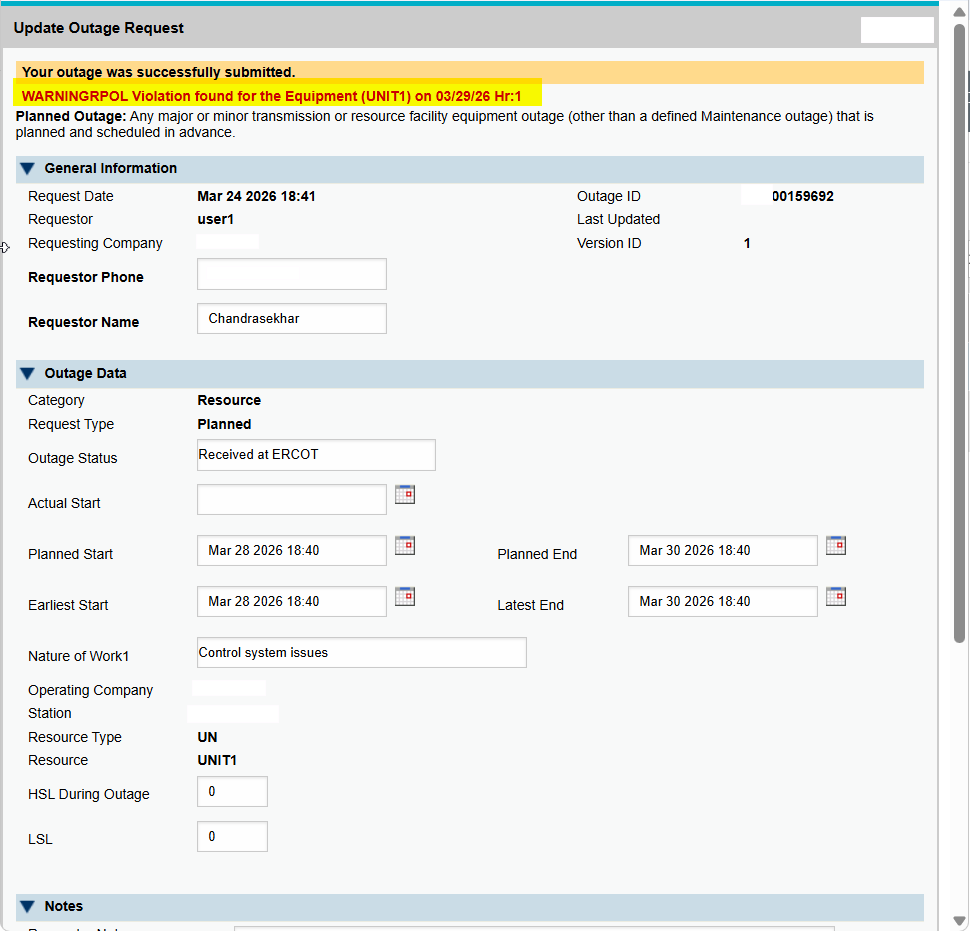 Update Outage Request
Your outage was successfully submitted.
WARNINGRPOL Violation found for the Equipment (UNIT1) on 03/29/26 Hr:1
Planned Outage: Any major or minor transmission or resource facility equipment outage (other than a defined Maintenance outage) that is
planned and scheduled in advance.
General Information
Request Date Mar 24 2026 18:41 Outage ID 00159692
Requestor user1 Last Updated
Requesting Company Version ID 1
Requestor Phone
Requestor Name Chandrasekhar
Outage Data
Category Resource
Request Type Planned
Outage Status Received at ERCOT
Actual Start
Planned Start Mar 28 2026 18:40 Planned End Mar 30 2026 18:40
Earliest Start Mar 28 2026 18:40 Latest End Mar 30 2026 18:40
Nature of Work1 Control system issues
Operating Company
Station
Resource Type UN
Resource UNIT1
HSL During Outage 0
LSL 0
Notes